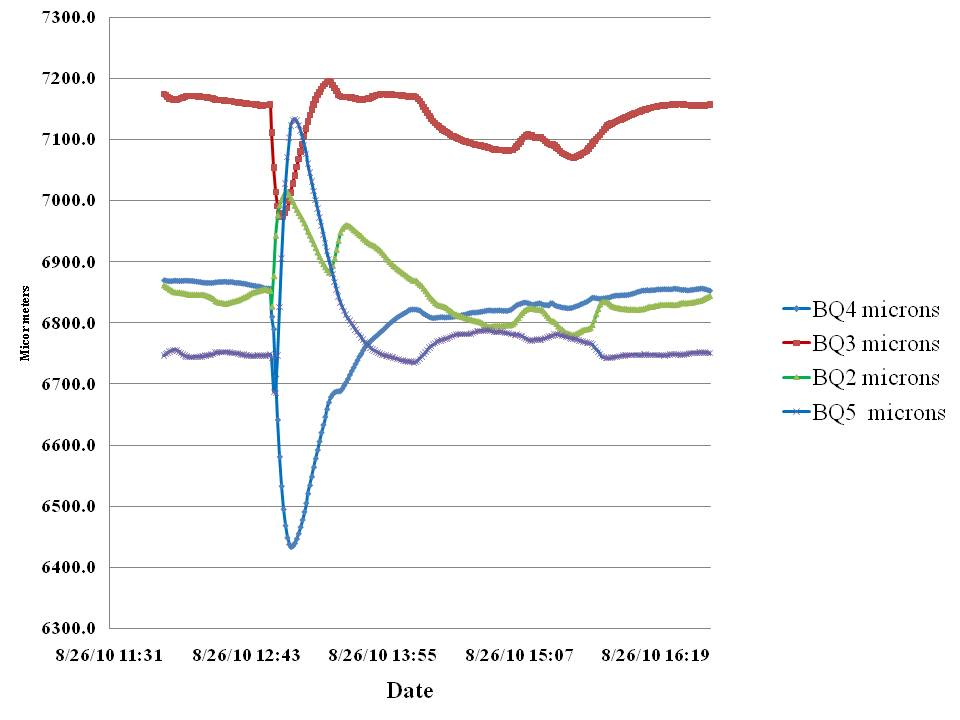 7300.0
7200.0
7100.0
7000.0
6900.0
6800.0
6700.0
6600.0
6500.0
6400.0
6300.0
Micormeters
8/26/10 11:31 8/26/10 12:43 8/26/10 13:55 8/26/10 15:07 8/26/10 16:19
Date
BQ4 microns
BQ3 microns
BQ2 microns
BQ5 microns